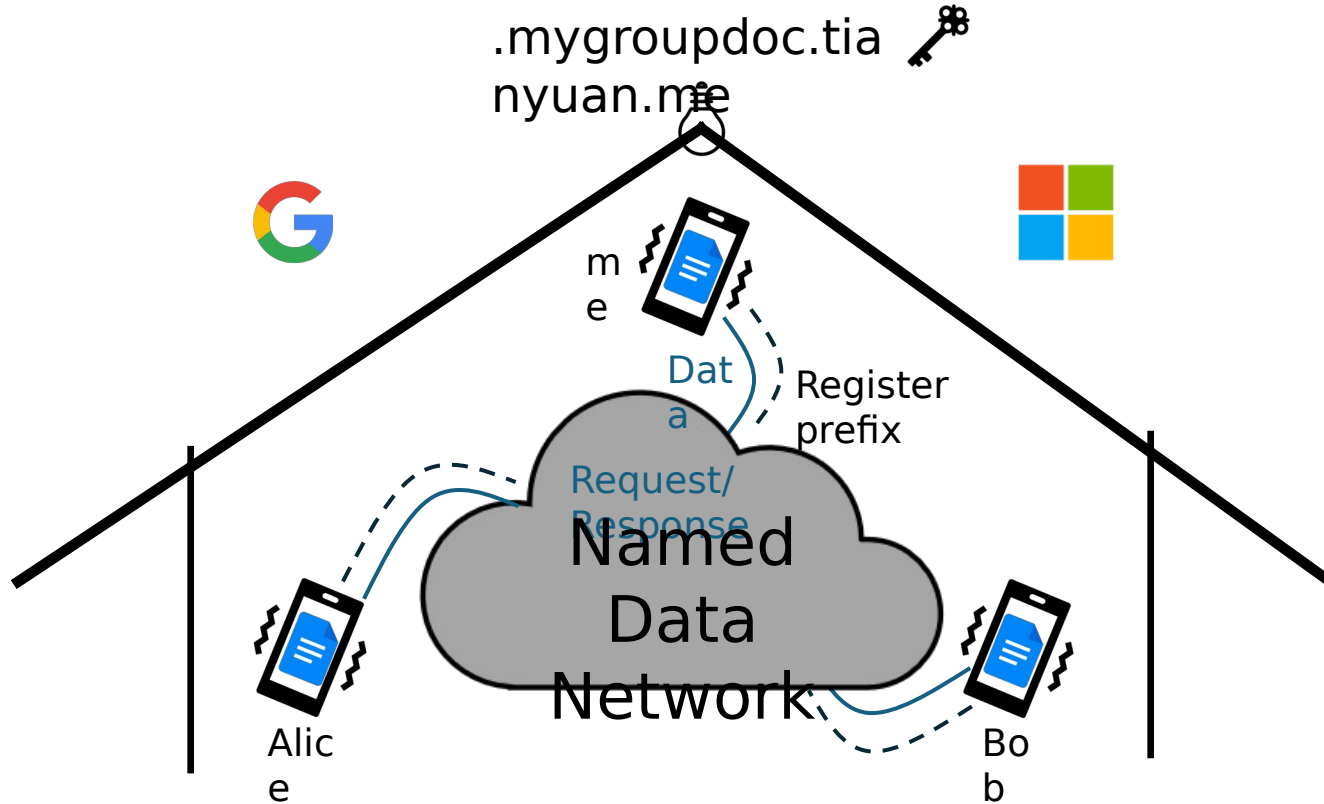 .mygroupdoc.tia
nyuan.me
m
e
Dat
a
Register
prefix
Request/
Response
Named
Data
Network
Alic
e
Bo
b